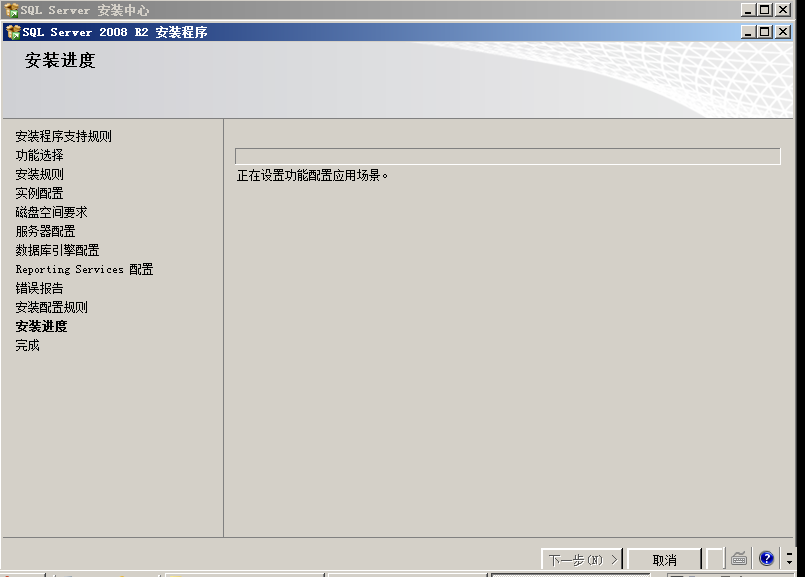 SQL Server 安装中心
SQL Server 2008 R2 安装程序
安装进度
安装程序支持规则
功能选择
安装规则
实例配置
磁盘空间要求
服务器配置
数据库引擎配置
Reporting Services 配置
错误报告
安装配置规则
安装进度
完成
正在设置功能配置应用场景。
下一步(N) >
取消